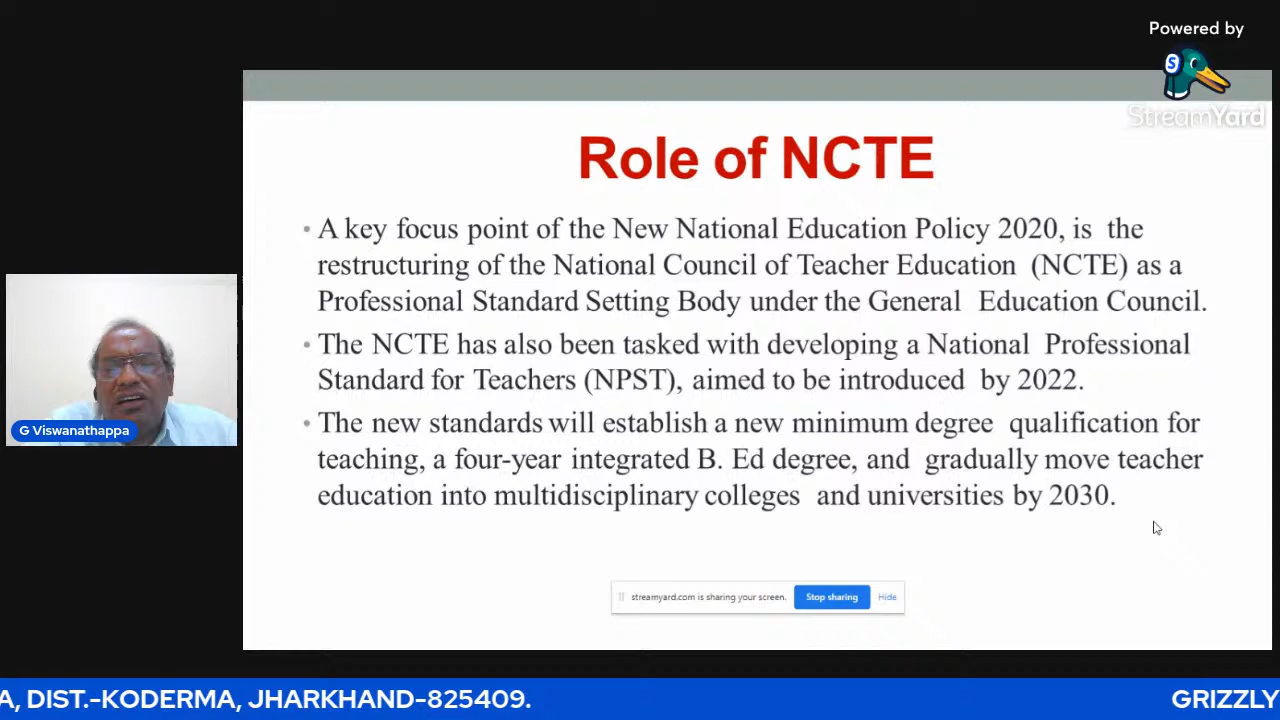 Powered by
S
StreamYard
Role of NCTE
• A key focus point of the New National Education Policy 2020, is the
restructuring of the National Council of Teacher Education (NCTE) as a
Professional Standard Setting Body under the General Education Council.
• The NCTE has also been tasked with developing a National Professional
Standard for Teachers (NPST), aimed to be introduced by 2022.
• The new standards will establish a new minimum degree qualification for
teaching, a four-year integrated B. Ed degree, and gradually move teacher
education into multidisciplinary colleges and universities by 2030.
G Viswanathappa
streamyard.com is sharing your screen. Stop sharing Hide
A, DIST.-KODERMA, JHARKHAND-825409. GRIZZLY